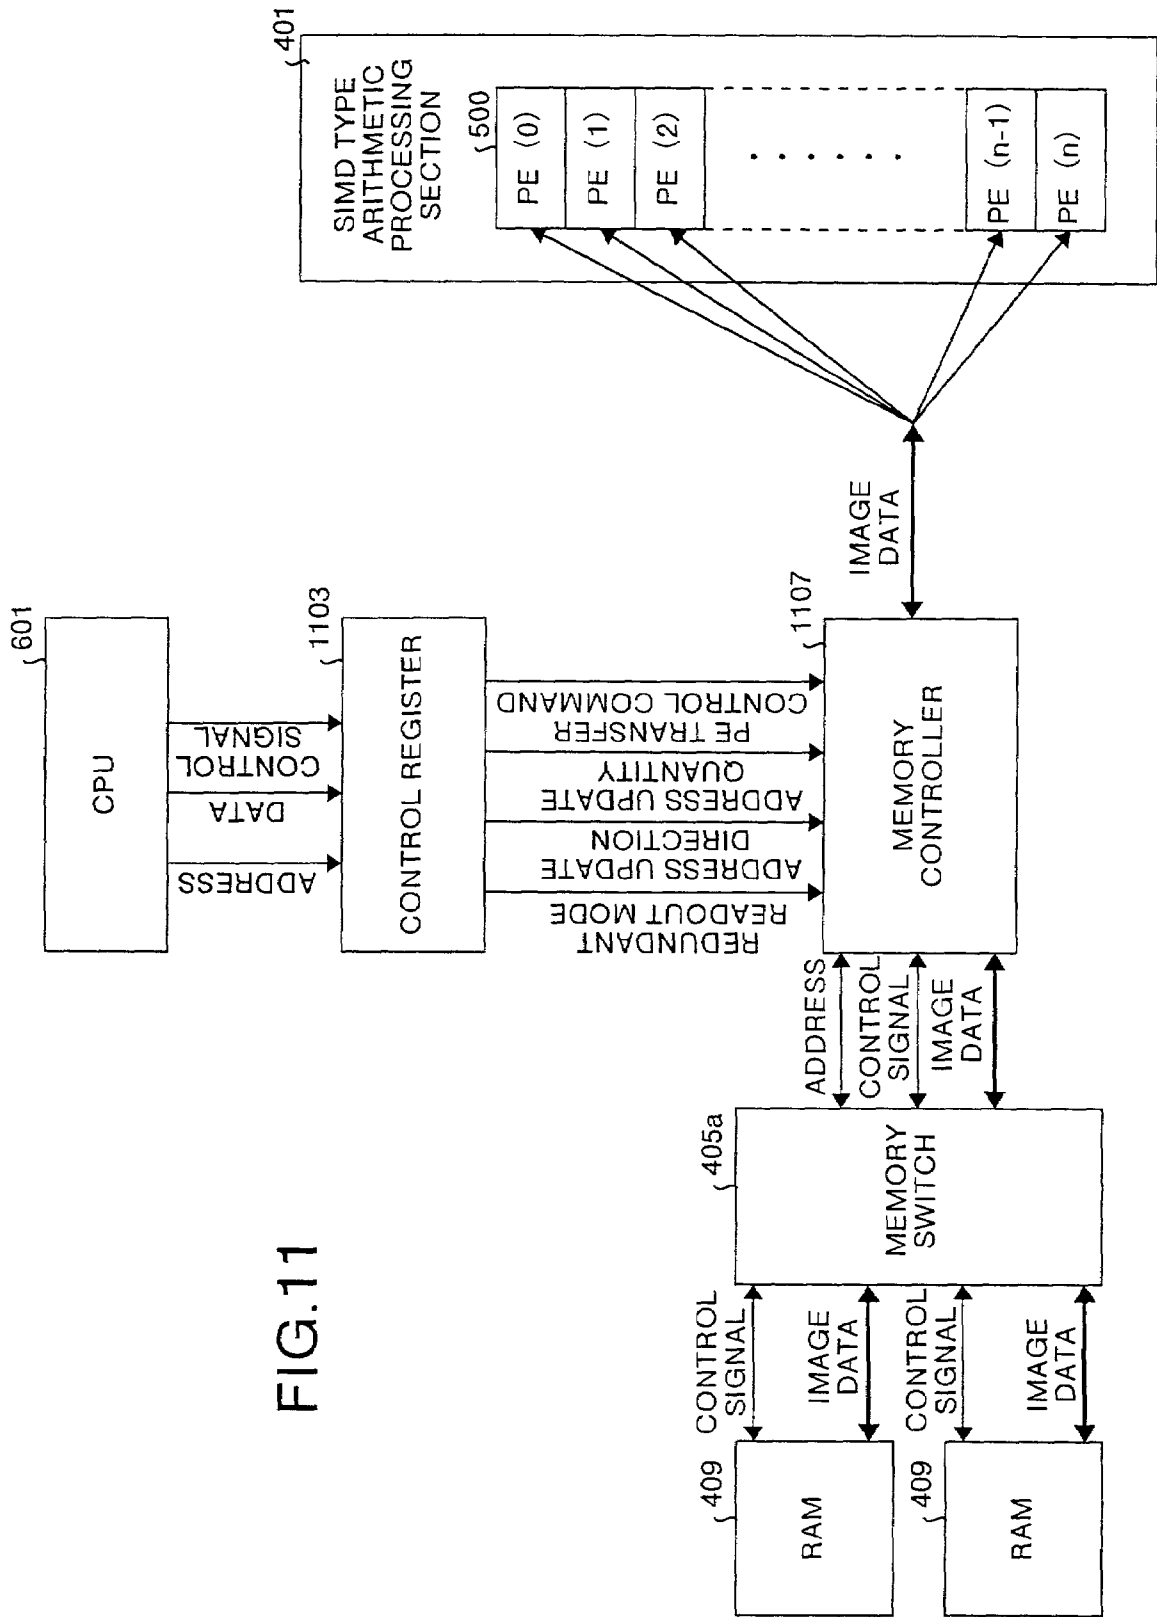 FIG.11
601
CPU
ADDRESS
DATA
CONTROL
SIGNAL
1103
CONTROL REGISTER
REDUNDANT
READOUT MODE
ADDRESS UPDATE
DIRECTION
ADDRESS UPDATE
QUANTITY
PE TRANSFER
CONTROL COMMAND
409
RAM
CONTROL
SIGNAL
IMAGE
DATA
409
RAM
CONTROL
SIGNAL
IMAGE
DATA
405a
MEMORY
SWITCH
ADDRESS
CONTROL
SIGNAL
IMAGE
DATA
1107
MEMORY
CONTROLLER
IMAGE
DATA
401
SIMD TYPE
ARITHMETIC
PROCESSING
SECTION
500
PE (0)
PE (1)
PE (2)
. . . . . .
PE (n-1)
PE (n)